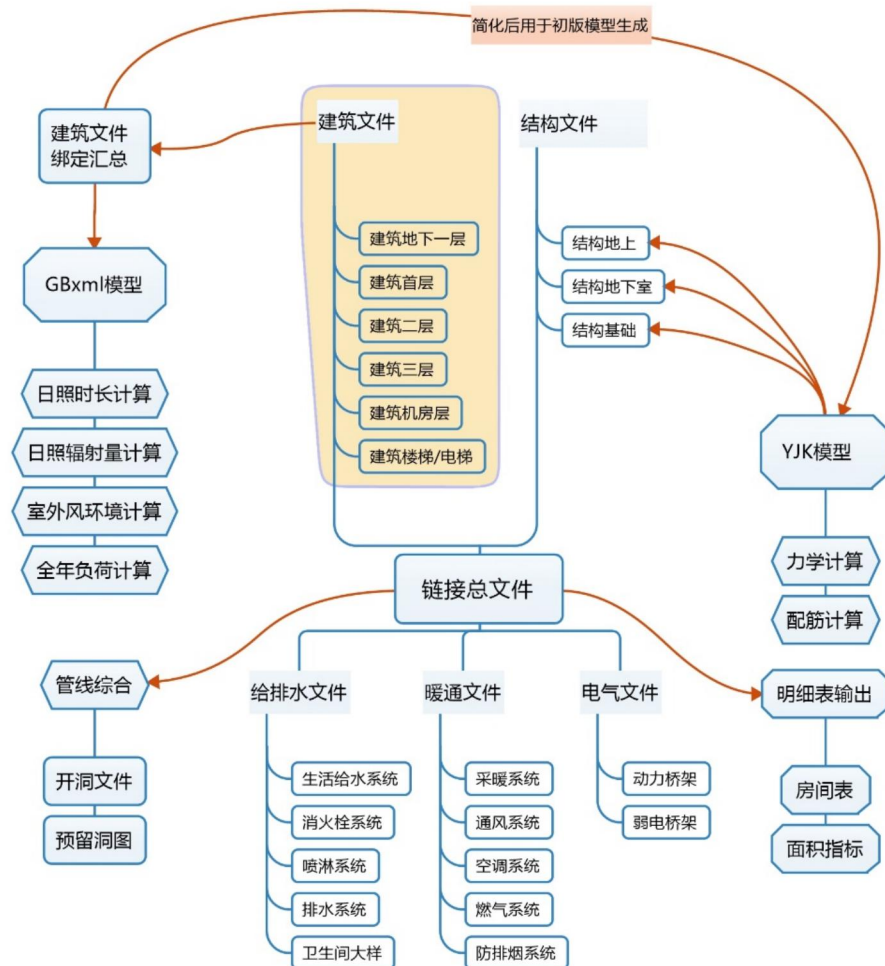 简化后用于初版模型生成
建筑文件
绑定汇总
建筑文件
结构文件
建筑地下一层
建筑首层
建筑二层
建筑三层
建筑机房层
建筑楼梯/电梯
结构地上
结构地下室
结构基础
GBxml模型
日照时长计算
日照辐射量计算
室外风环境计算
全年负荷计算
YJK模型
力学计算
配筋计算
链接总文件
管线综合
开洞文件
预留洞图
给排水文件
生活给水系统
消火栓系统
喷淋系统
排水系统
卫生间大样
暖通文件
采暖系统
通风系统
空调系统
燃气系统
防排烟系统
电气文件
动力桥架
弱电桥架
明细表输出
房间表
面积指标